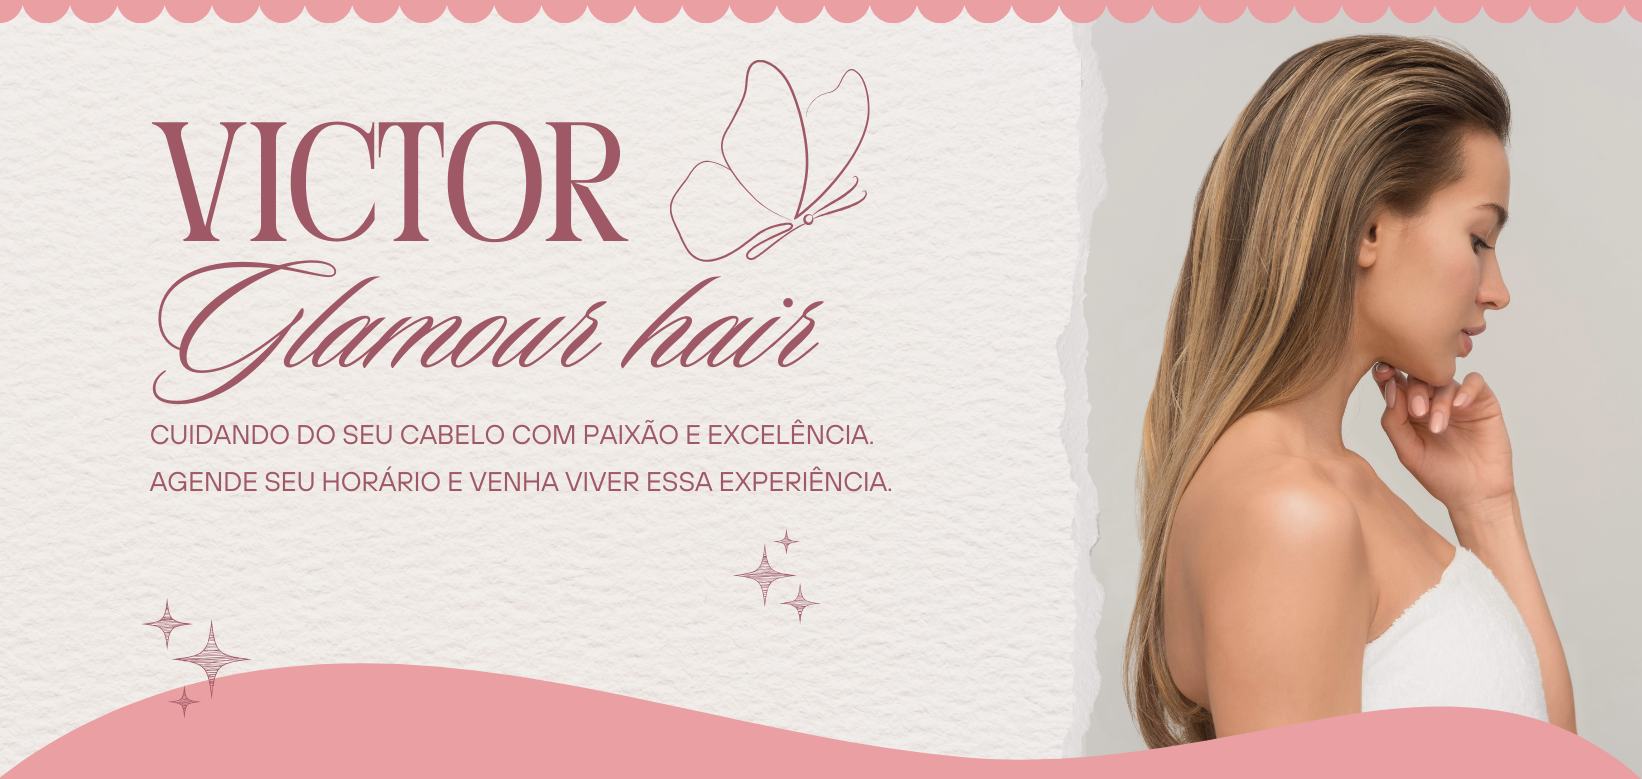 VICTOR
Glamour hair
CUIDANDO DO SEU CABELO COM PAIXÃO E EXCELÊNCIA.
AGENDE SEU HORÁRIO E VENHA VIVER ESSA EXPERIÊNCIA.